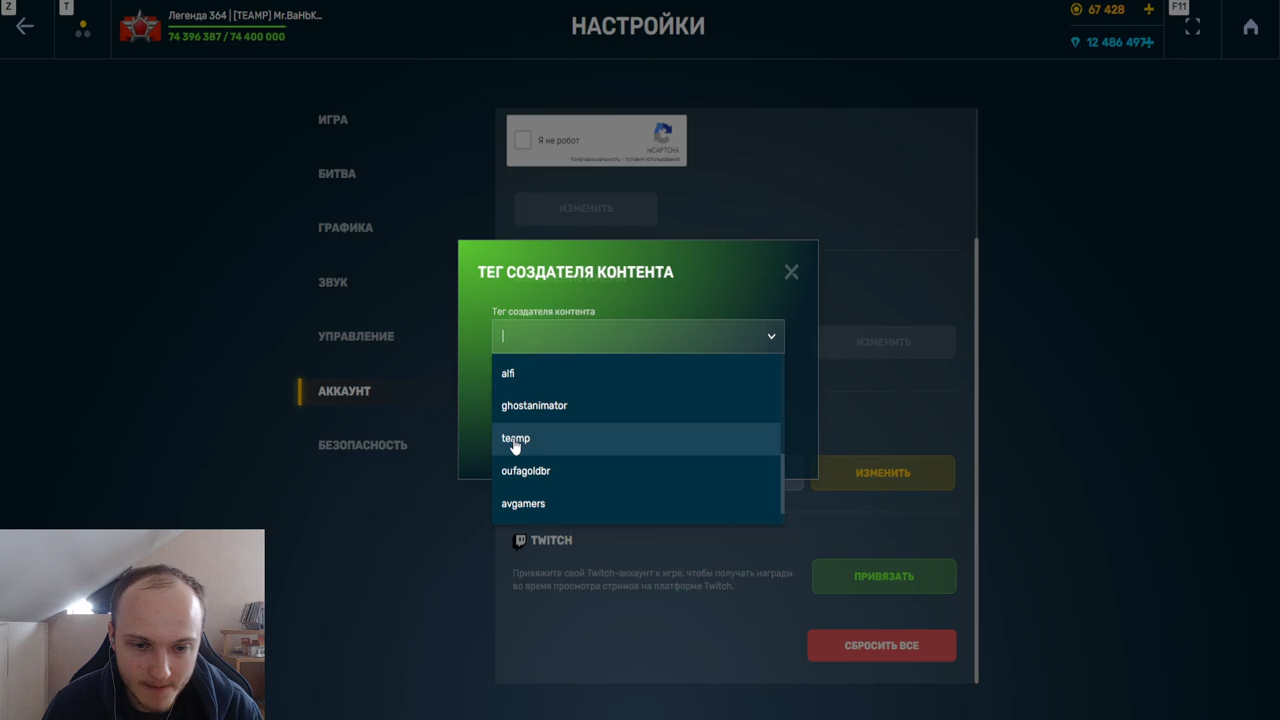 Z
T
Легенда 364 | [TEAMP] Mr.BaHbK...
74 396 387 / 74 400 000
НАСТРОЙКИ
67 428
12 486 497
F11
ИГРА
БИТВА
ГРАФИКА
ЗВУК
УПРАВЛЕНИЕ
АККАУНТ
БЕЗОПАСНОСТЬ
Я не робот
reCAPTCHA
Конфиденциальность - Условия использования
ИЗМЕНИТЬ
ТЕГ СОЗДАТЕЛЯ КОНТЕНТА
Тег создателя контента
alfi
ghostanimator
teamp
oufagoldbr
avgamers
ИЗМЕНИТЬ
ИЗМЕНИТЬ
TWITCH
Привяжите свой Twitch-аккаунт к игре, чтобы получать награды
во время просмотра стримов на платформе Twitch.
ПРИВЯЗАТЬ
СБРОСИТЬ ВСЕ